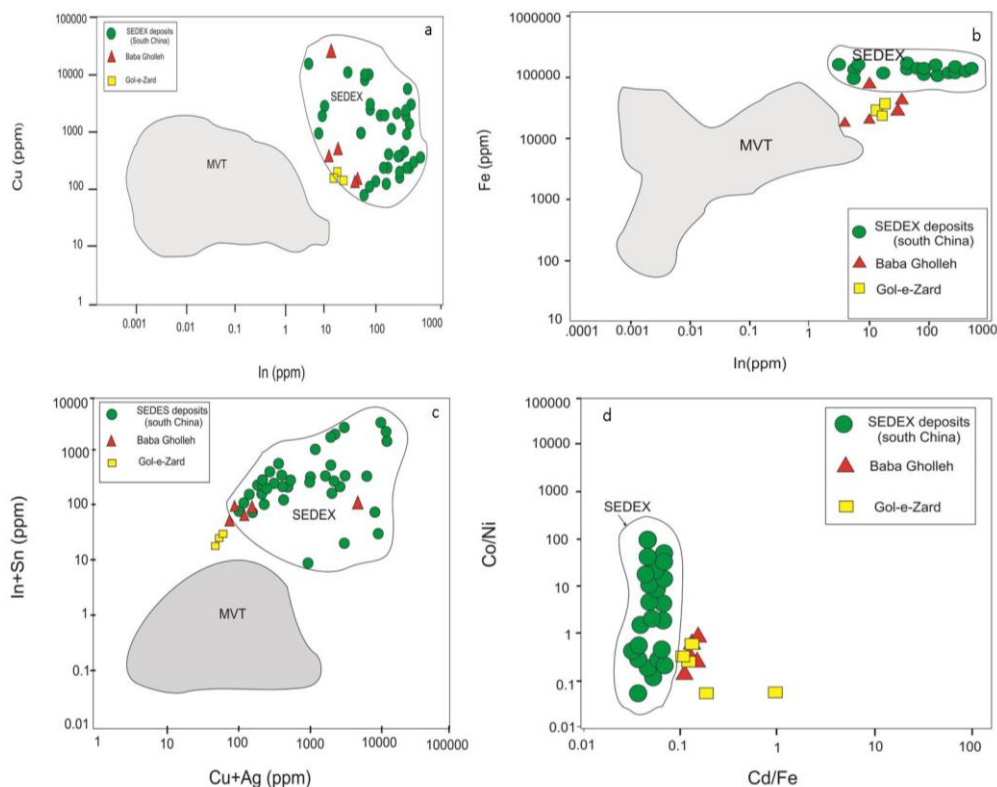 a
SEDEX deposits
(South China)
Baba Gholleh
Gol-e-Zard
SEDEX
MVT
Cu (ppm)
100000
10000
1000
100
10
1
0.001
0.01
0.1
1
10
100
1000
In (ppm)
b
SEDEX
MVT
SEDEX deposits
(south China)
Baba Gholleh
Gol-e-Zard
Fe (ppm)
1000000
100000
10000
1000
100
10
.0001
0.001
0.01
0.1
1
10
100
1000
In(ppm)
c
SEDES deposits
(south China)
Baba Gholleh
Gol-e-Zard
SEDEX
MVT
In+Sn (ppm)
10000
1000
100
10
1
0.1
0.01
1
10
100
1000
10000
100000
Cu+Ag (ppm)
d
SEDEX
SEDEX deposits
(south China)
Baba Gholleh
Gol-e-Zard
Co/Ni
100000
10000
1000
100
10
1
0.1
0.01
0.01
0.1
1
10
100
Cd/Fe